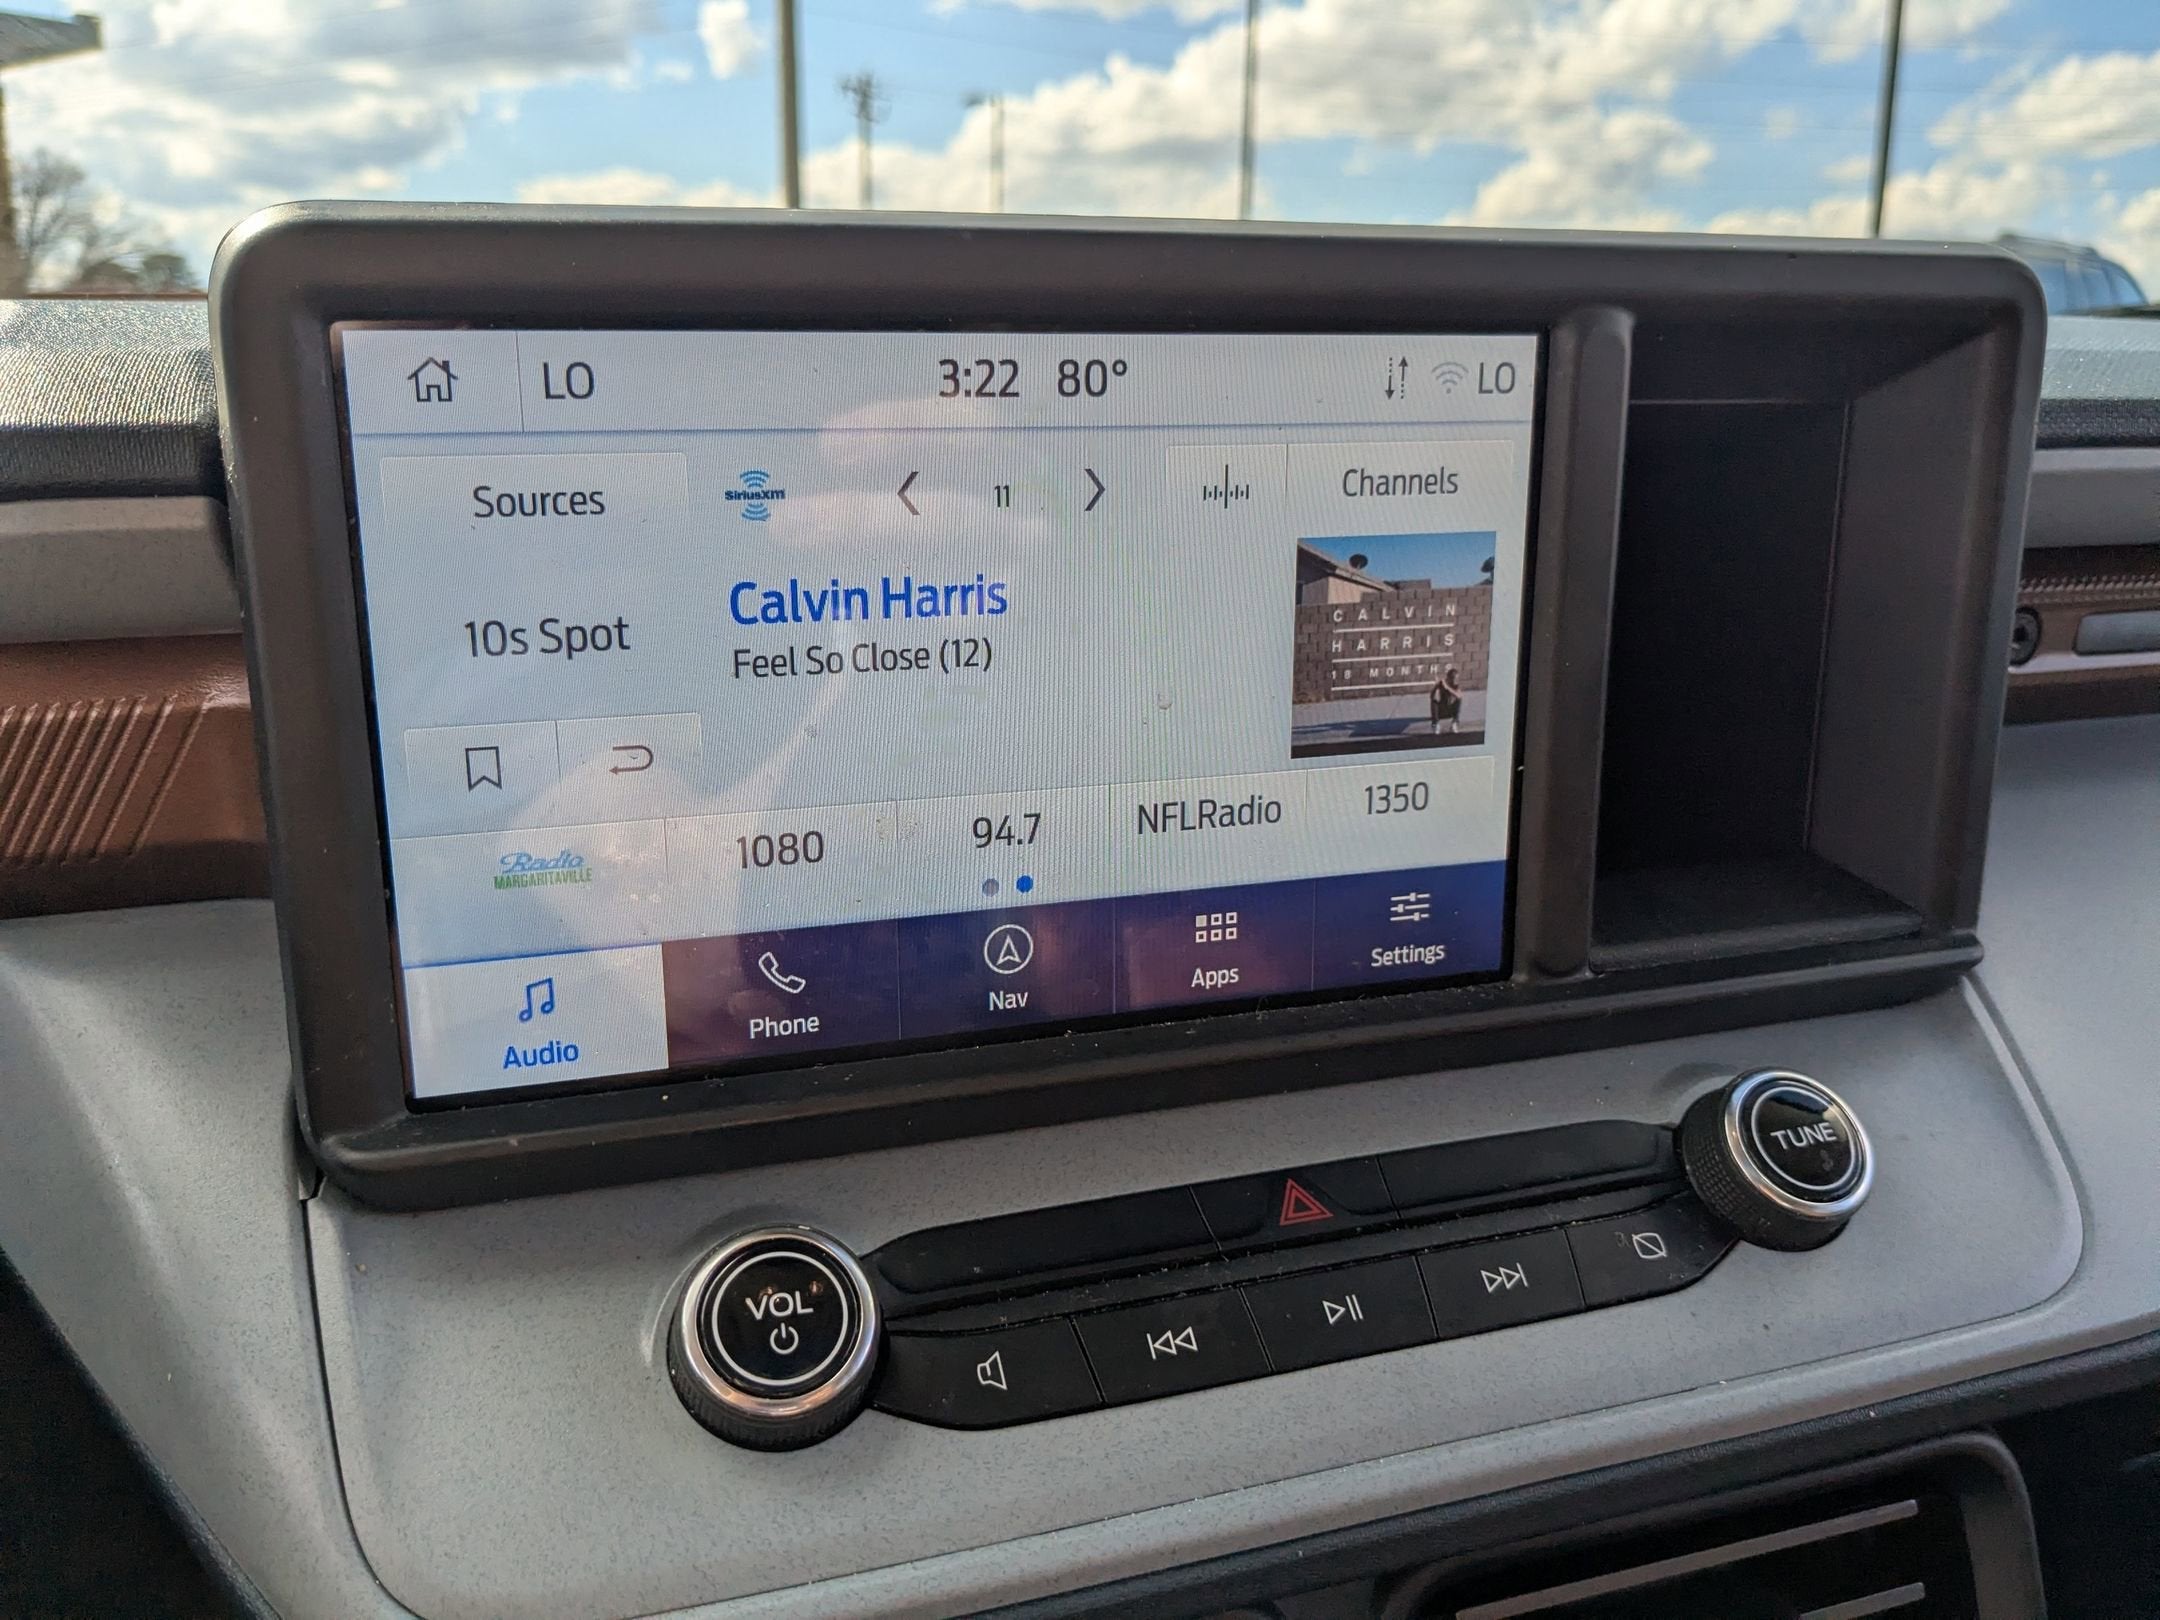 LO
3:22 80°
LO
Sources
SiriusXM
11
Channels
10s Spot
Calvin Harris
Feel So Close (12)
CALVIN
HARRIS
18 MONTHS
Radio
MARGARITAVILLE
1080
94.7
NFLRadio
1350
Audio
Phone
Nav
Apps
Settings
VOL
TUNE